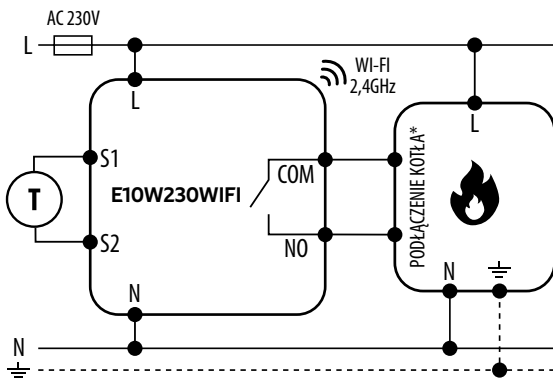 AC 230V
L
WI-FI
2,4GHz
L
L
S1
T
E10W230WIFI
COM
PODŁĄCZENIE KOTŁA*
S2
NO
N
N
N